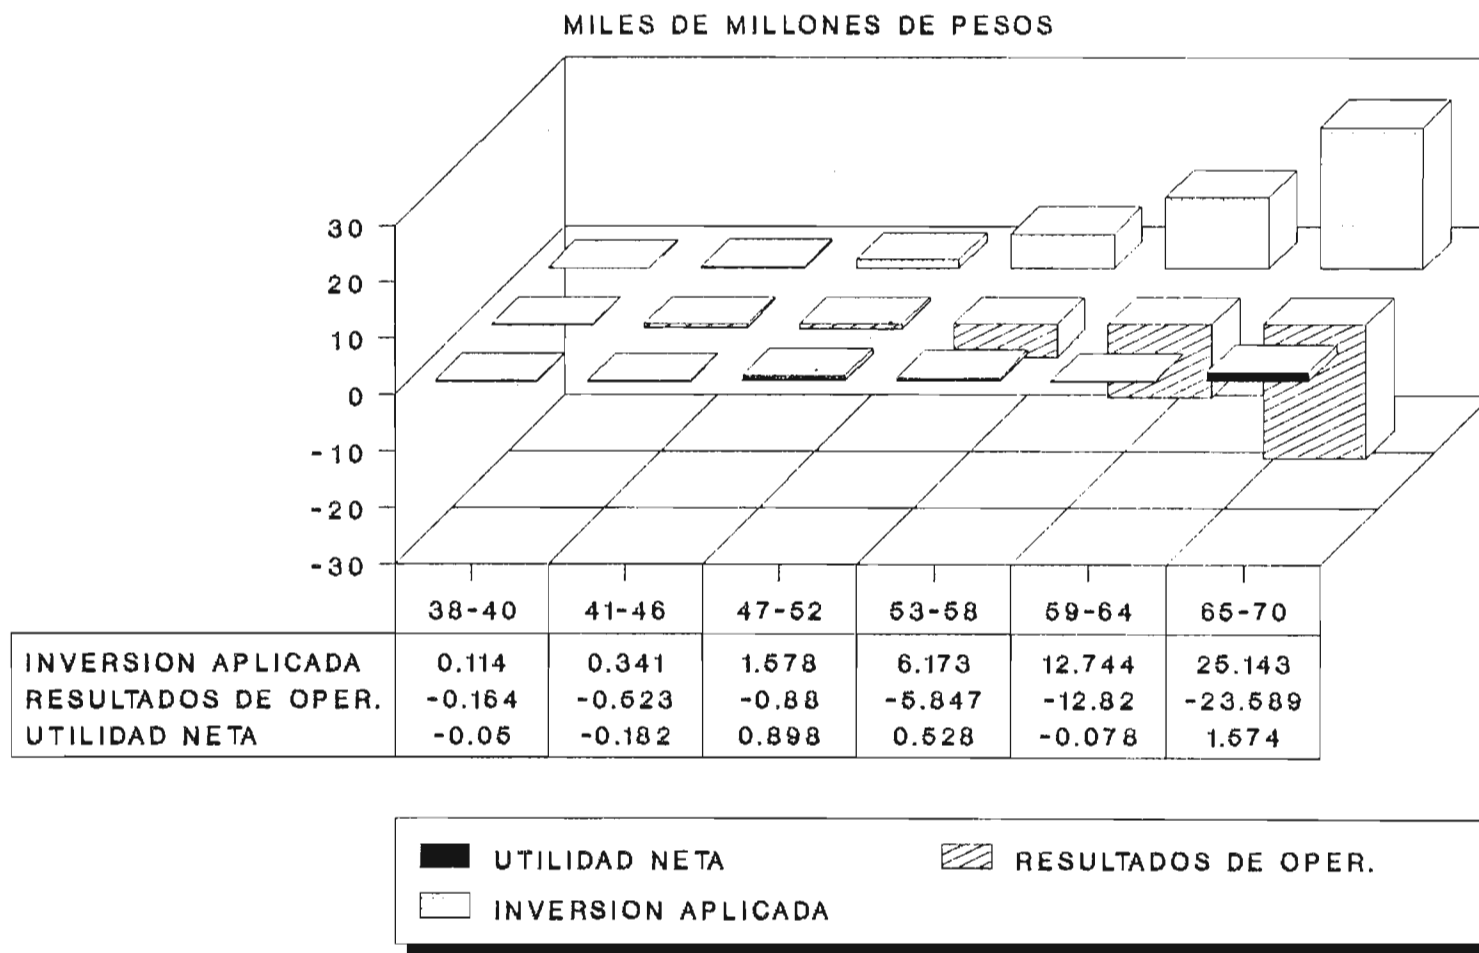 MILES DE MILLONES DE PESOS
30
20
10
0
-10
-20
-30
38-40 41-46 47-52 53-58 59-64 65-70
INVERSION APLICADA 0.114 0.341 1.578 6.173 12.744 25.143
RESULTADOS DE OPER. -0.164 -0.523 -0.88 -5.847 -12.82 -23.589
UTILIDAD NETA -0.05 -0.182 0.898 0.528 -0.078 1.574
UTILIDAD NETA RESULTADOS DE OPER.
INVERSION APLICADA